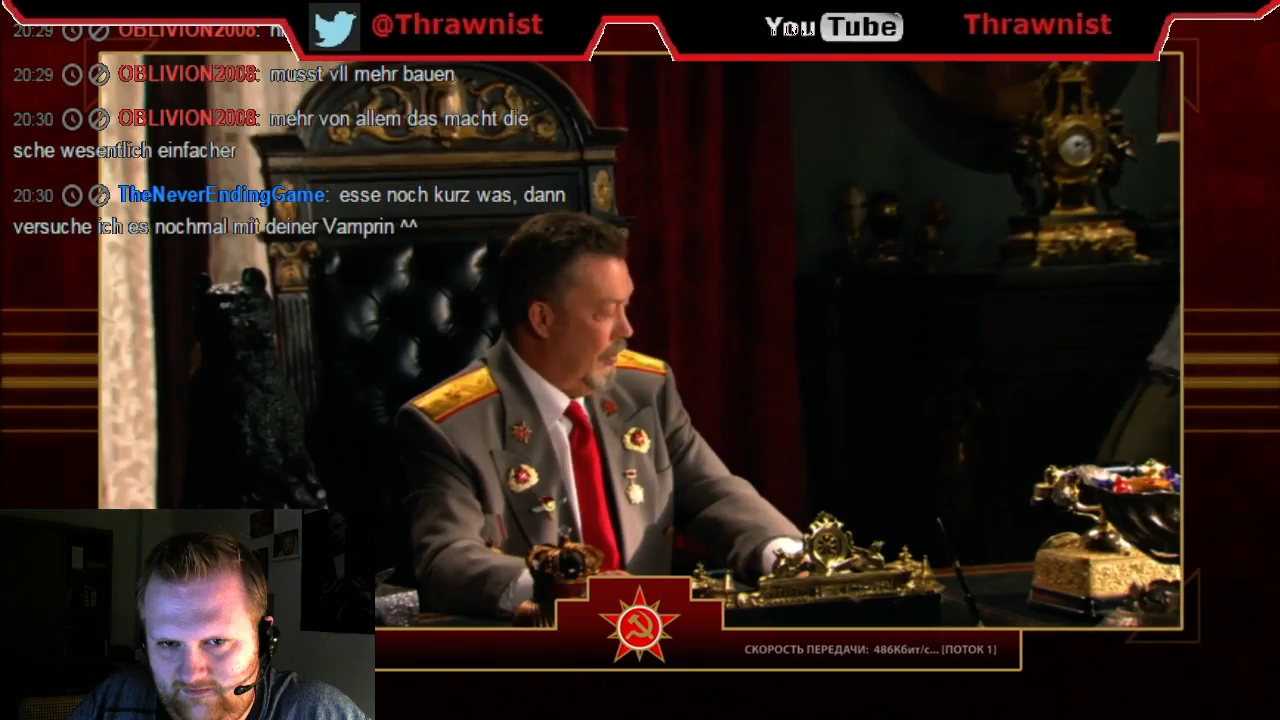 @Thrawnist
You Tube
Thrawnist
20:29 OBLIVION2008:
20:29 OBLIVION2008: musst vll mehr bauen
20:30 OBLIVION2008: mehr von allem das macht die
sche wesentlich einfacher
20:30 TheNeverEndingGame: esse noch kurz was, dann
versuche ich es nochmal mit deiner Vamprin ^^
СКОРОСТЬ ПЕРЕДАЧИ: 486Кбит/с... [ПОТОК 1]